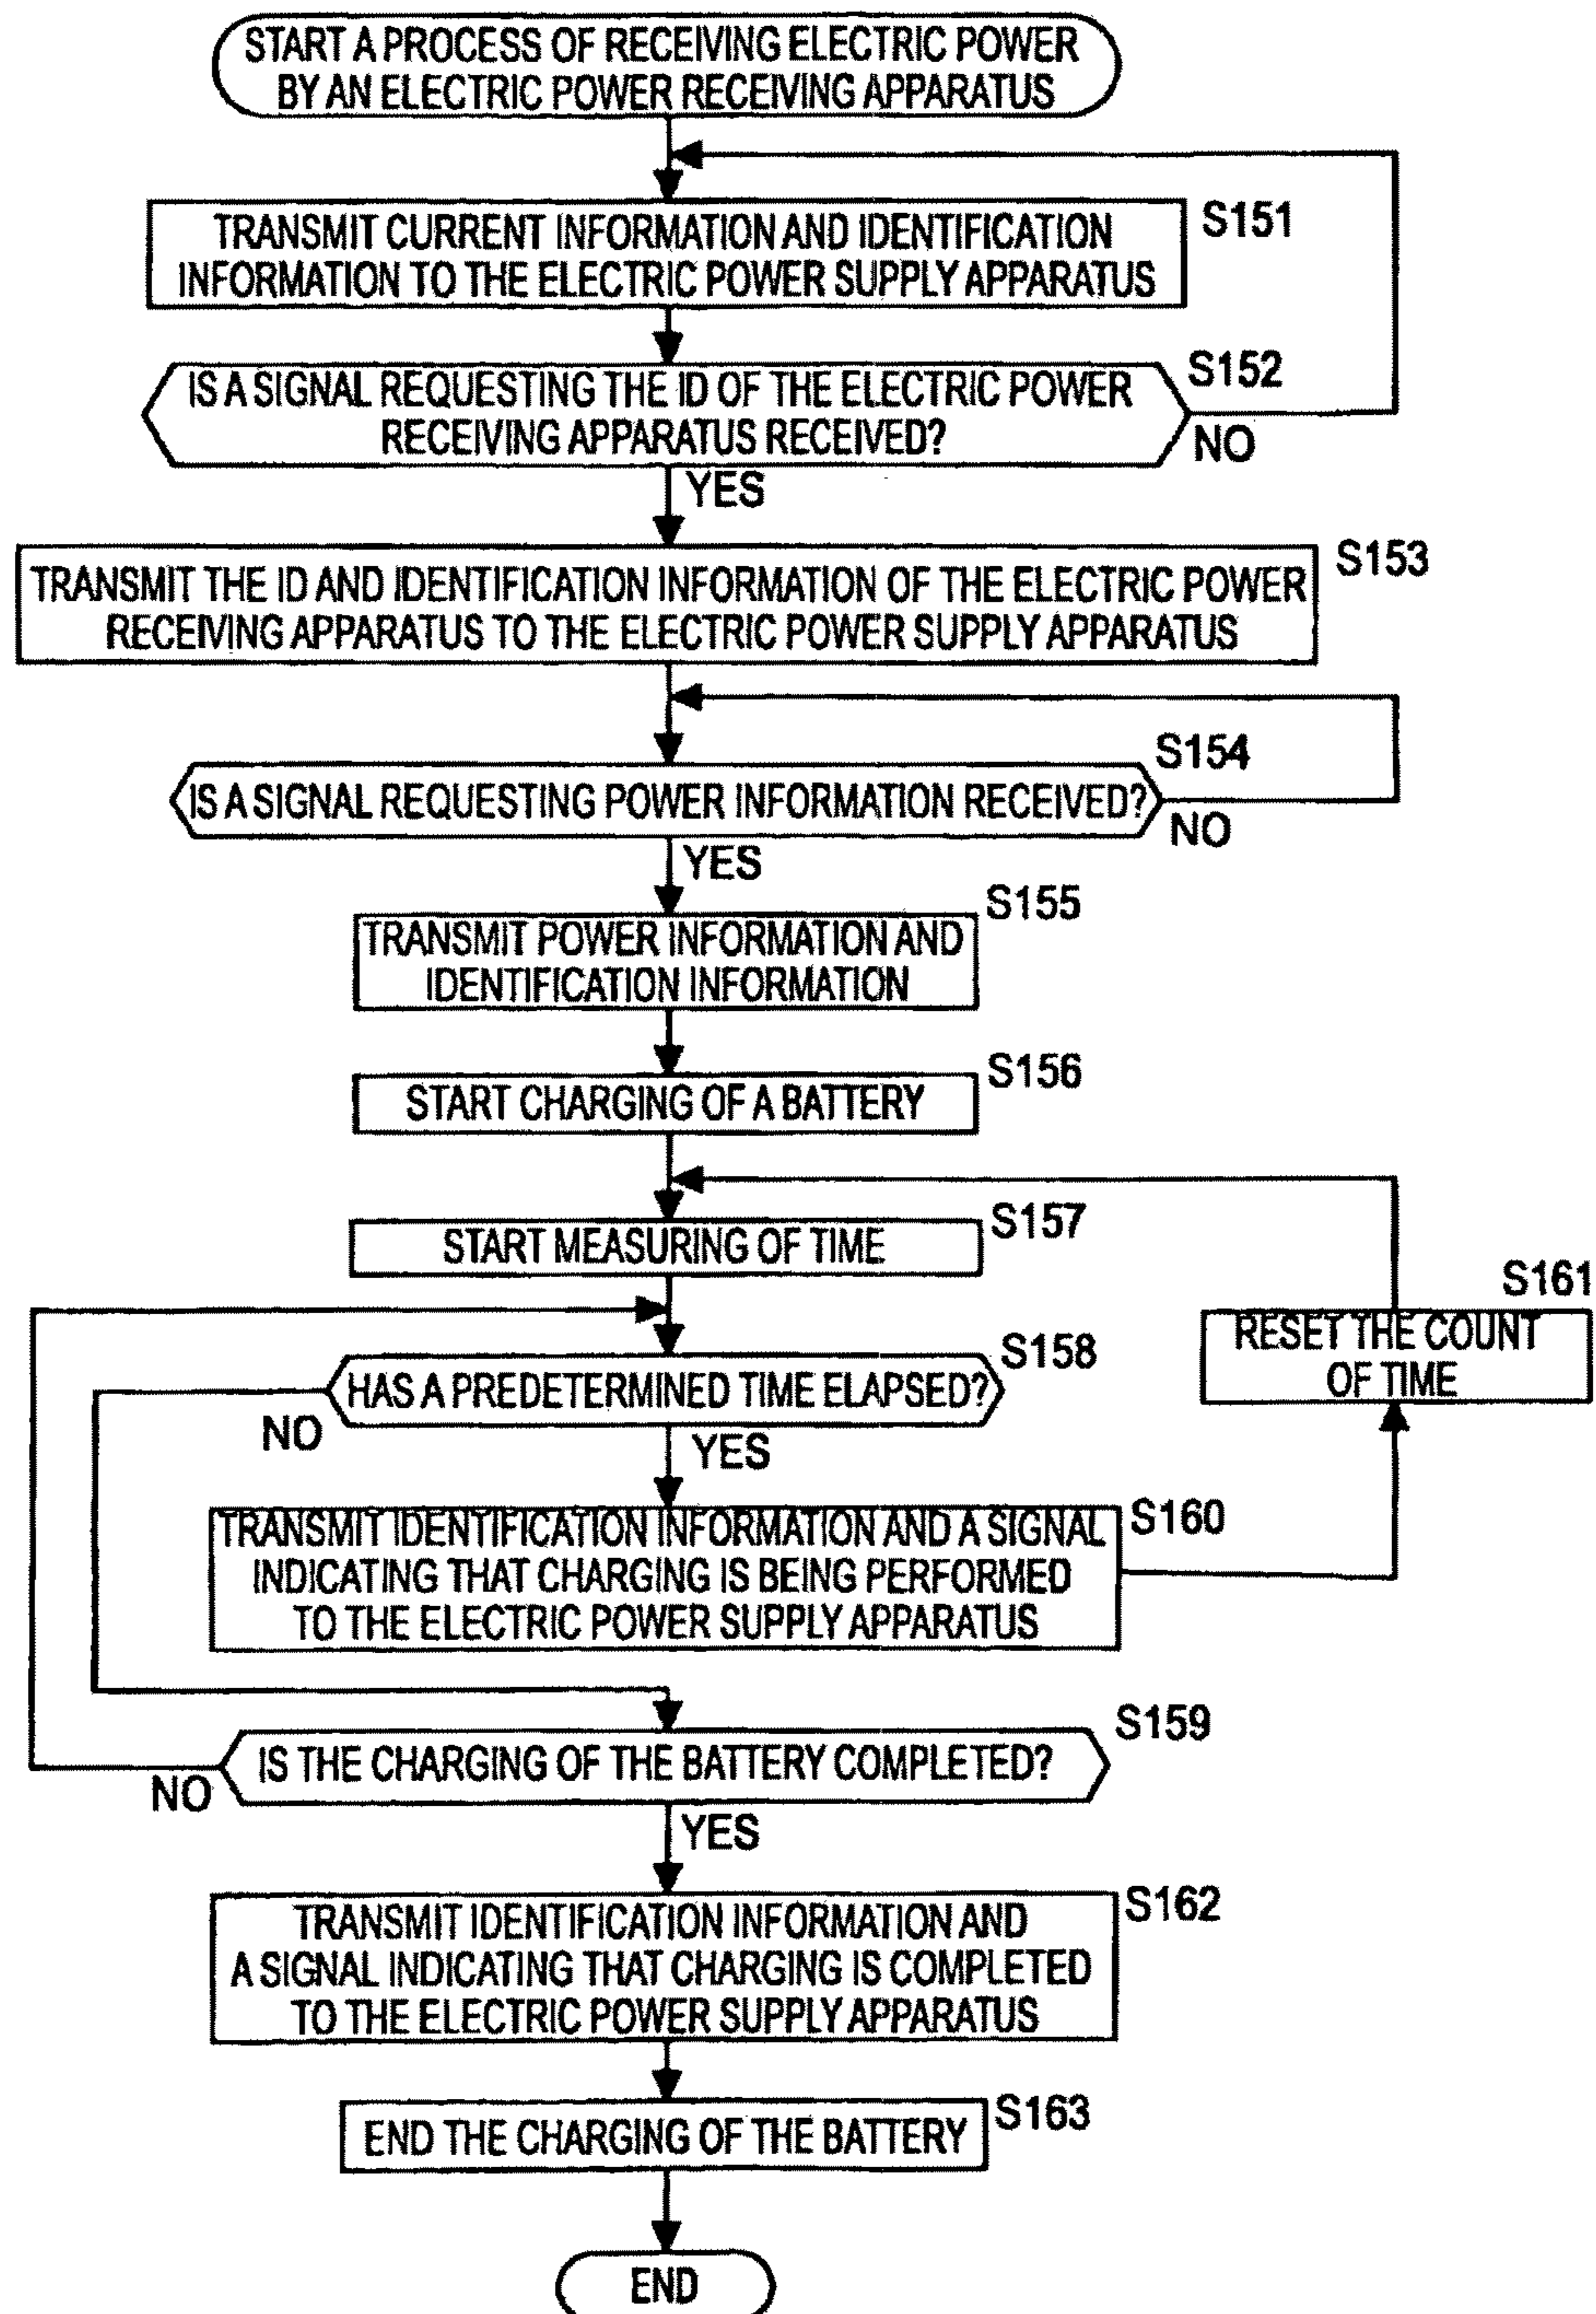 START A PROCESS OF RECEIVING ELECTRIC POWER
BY AN ELECTRIC POWER RECEIVING APPARATUS
S151
TRANSMIT CURRENT INFORMATION AND IDENTIFICATION
INFORMATION TO THE ELECTRIC POWER SUPPLY APPARATUS
S152
IS A SIGNAL REQUESTING THE ID OF THE ELECTRIC POWER
RECEIVING APPARATUS RECEIVED?
NO
YES
S153
TRANSMIT THE ID AND IDENTIFICATION INFORMATION OF THE ELECTRIC POWER
RECEIVING APPARATUS TO THE ELECTRIC POWER SUPPLY APPARATUS
S154
IS A SIGNAL REQUESTING POWER INFORMATION RECEIVED?
NO
YES
S155
TRANSMIT POWER INFORMATION AND
IDENTIFICATION INFORMATION
S156
START CHARGING OF A BATTERY
S157
START MEASURING OF TIME
S161
RESET THE COUNT
OF TIME
S158
HAS A PREDETERMINED TIME ELAPSED?
NO
YES
S160
TRANSMIT IDENTIFICATION INFORMATION AND A SIGNAL
INDICATING THAT CHARGING IS BEING PERFORMED
TO THE ELECTRIC POWER SUPPLY APPARATUS
S159
IS THE CHARGING OF THE BATTERY COMPLETED?
NO
YES
S162
TRANSMIT IDENTIFICATION INFORMATION AND
A SIGNAL INDICATING THAT CHARGING IS COMPLETED
TO THE ELECTRIC POWER SUPPLY APPARATUS
S163
END THE CHARGING OF THE BATTERY
END